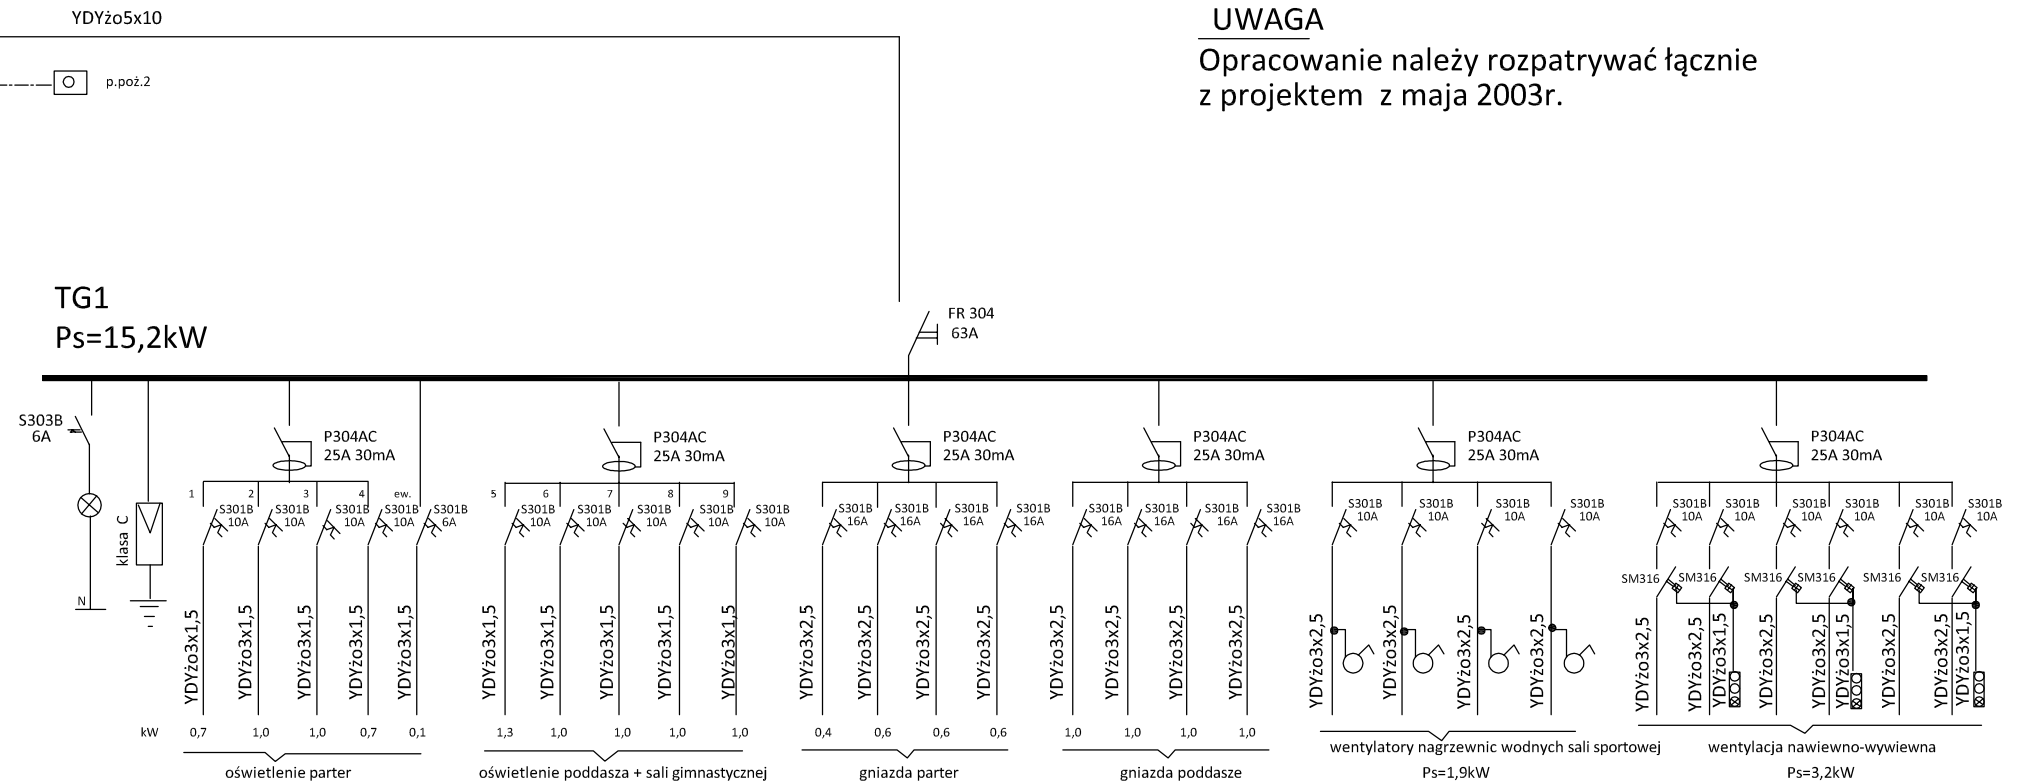 YDYżo5x10
UWAGA
Opracowanie należy rozpatrywać łącznie
z projektem z maja 2003r.
p.poż.2
TG1
Ps=15,2kW
FR 304
63A
S303B
6A
N
klasa C
P304AC
25A 30mA
P304AC
25A 30mA
P304AC
25A 30mA
P304AC
25A 30mA
P304AC
25A 30mA
P304AC
25A 30mA
1 2 3 4 ew. 5 6 7 8 9
S301B S301B S301B S301B S301B
10A 10A 10A 10A 6A
S301B S301B S301B S301B S301B
10A 10A 10A 10A 10A
S301B S301B S301B S301B
16A 16A 16A 16A
S301B S301B S301B S301B
16A 16A 16A 16A
S301B S301B S301B S301B
10A 10A 10A 10A
S301B S301B S301B S301B S301B S301B
10A 10A 10A 10A 10A 10A
SM316 SM316 SM316 SM316 SM316 SM316
YDYżo3x1,5
YDYżo3x1,5
YDYżo3x1,5
YDYżo3x1,5
YDYżo3x1,5
YDYżo3x1,5
YDYżo3x1,5
YDYżo3x1,5
YDYżo3x1,5
YDYżo3x1,5
YDYżo3x2,5
YDYżo3x2,5
YDYżo3x2,5
YDYżo3x2,5
YDYżo3x2,5
YDYżo3x2,5
YDYżo3x2,5
YDYżo3x2,5
YDYżo3x2,5
YDYżo3x2,5
YDYżo3x2,5
YDYżo3x2,5
YDYżo3x2,5
YDYżo3x2,5
YDYżo3x1,5
YDYżo3x2,5
YDYżo3x2,5
YDYżo3x1,5
YDYżo3x2,5
YDYżo3x2,5
YDYżo3x1,5
kW 0,7 1,0 1,0 0,7 0,1 1,3 1,0 1,0 1,0 1,0 0,4 0,6 0,6 0,6 1,0 1,0 1,0 1,0
oświetlenie parter
oświetlenie poddasza + sali gimnastycznej
gniazda parter
gniazda poddasze
wentylatory nagrzewnic wodnych sali sportowej
Ps=1,9kW
wentylacja nawiewno-wywiewna
Ps=3,2kW